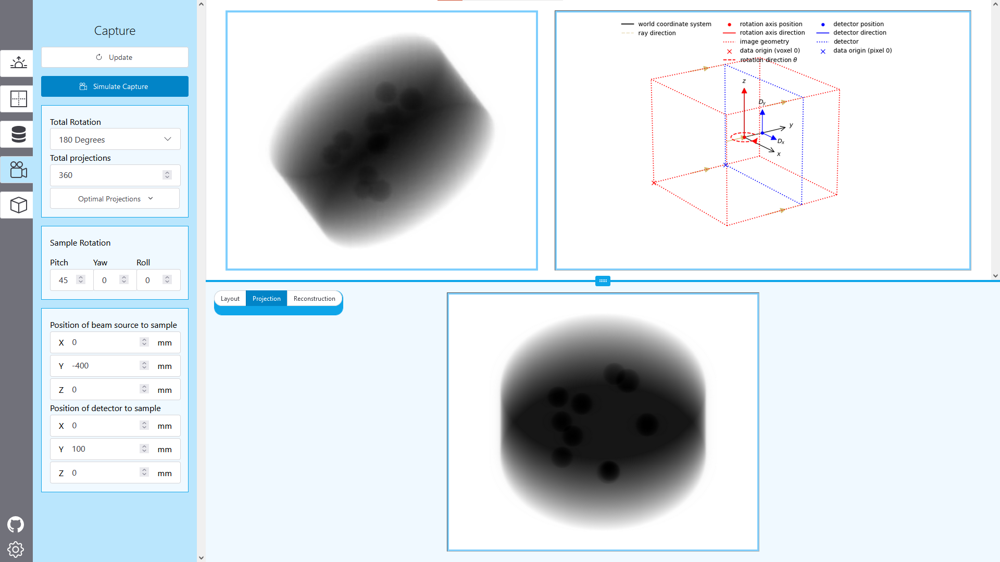 Capture
Update
Simulate Capture
Total Rotation
180 Degrees
Total projections
360
Optimal Projections
Sample Rotation
Pitch Yaw Roll
45 0 0
Position of beam source to sample
X 0 mm
Y -400 mm
Z 0 mm
Position of detector to sample
X 0 mm
Y 100 mm
Z 0 mm
world coordinate system
ray direction
rotation axis position
rotation axis direction
image geometry
data origin (voxel 0)
rotation direction θ
detector position
detector direction
detector
data origin (pixel 0)
z
Dy
y
Dx
x
Layout Projection Reconstruction